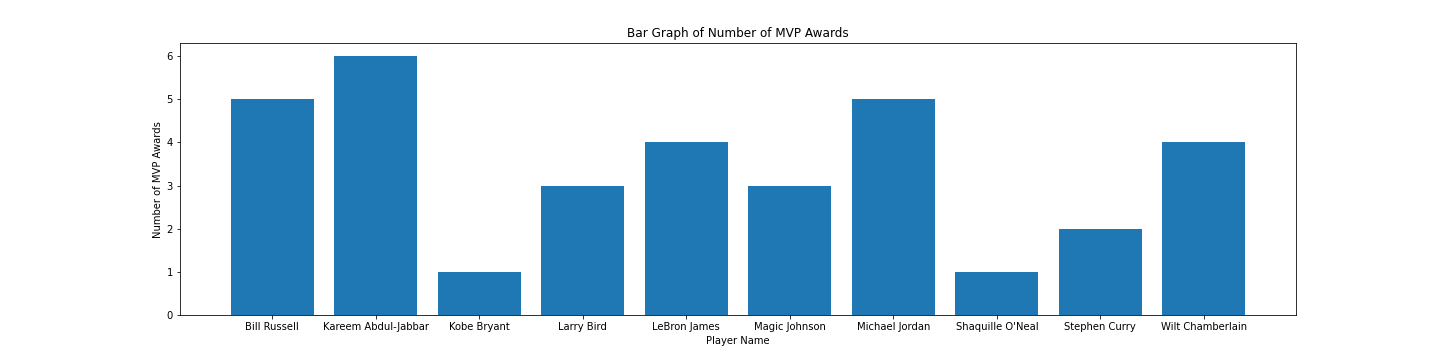 Bar Graph of Number of MVP Awards
Number of MVP Awards
6
5
4
3
2
1
0
Bill Russell
Kareem Abdul-Jabbar
Kobe Bryant
Larry Bird
LeBron James
Magic Johnson
Michael Jordan
Shaquille O'Neal
Stephen Curry
Wilt Chamberlain
Player Name